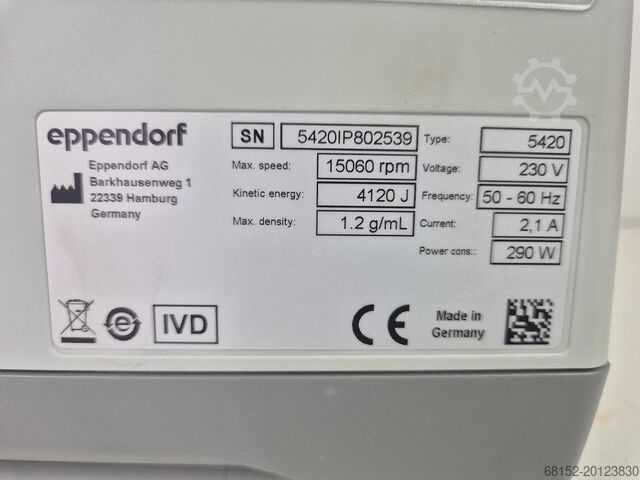 eppendorf
Eppendorf AG
Barkhausenweg 1
22339 Hamburg
Germany
SN 5420IP802539
Max. speed: 15060 rpm
Kinetic energy: 4120 J
Max. density: 1.2 g/mL
Type: 5420
Voltage: 230 V
Frequency: 50 - 60 Hz
Current: 2,1 A
Power cons.: 290 W
IVD
CE
Made in
Germany
68152-20123830